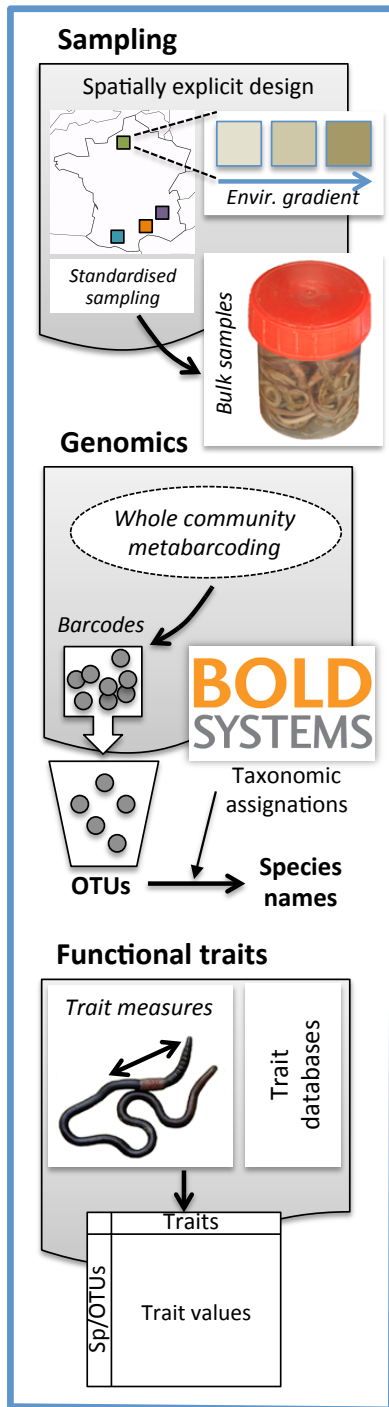 Sampling
Spatially explicit design
Envir. gradient
Standardised
sampling
Bulk samples
Genomics
Whole community
metabarcoding
Barcodes
BOLD
SYSTEMS
Taxonomic
assignations
OTUs
Species
names
Functional traits
Trait measures
Trait
databases
Traits
Sp/OTUs
Trait values